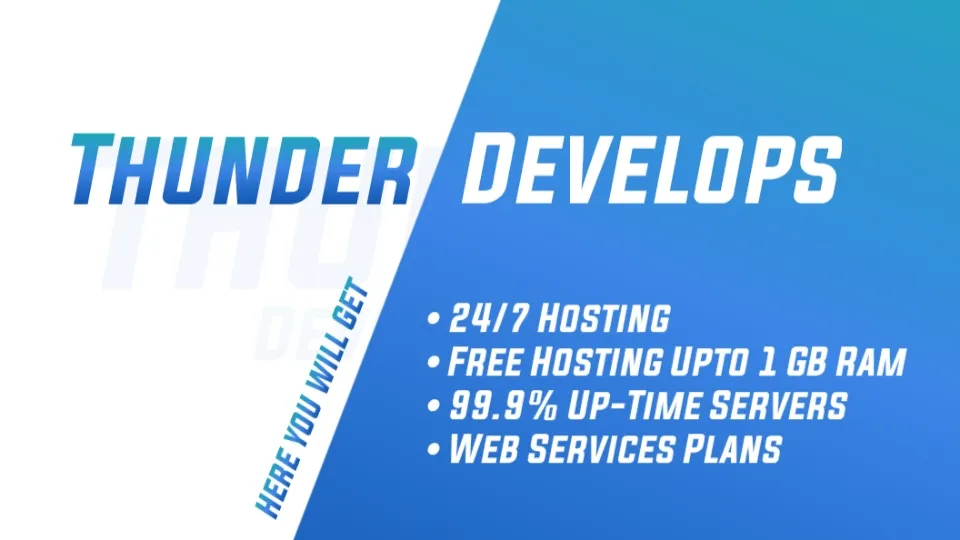 THUNDER DEVELOPS
HERE YOU WILL GET
• 24/7 HOSTING
• FREE HOSTING UPTO 1 GB RAM
• 99.9% UP-TIME SERVERS
• WEB SERVICES PLANS